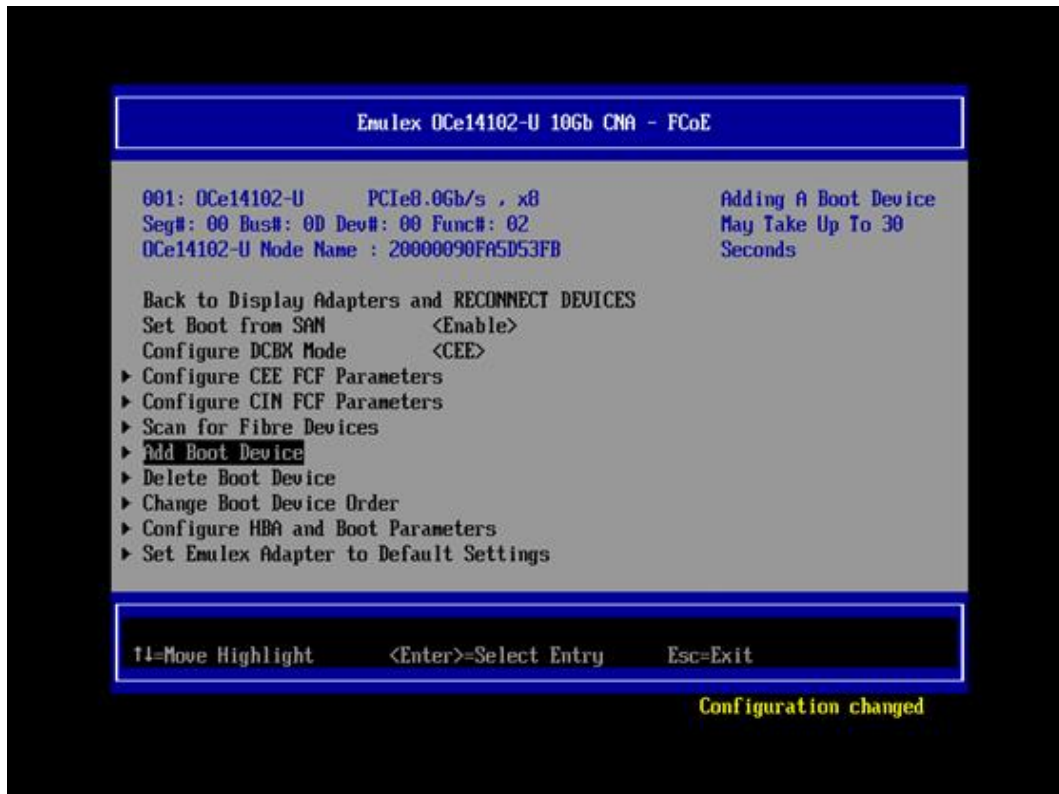 Emulex OCe14102-U 10Gb CNA - FCoE
001: OCe14102-U PCIe8.0Gb/s , x8
Seg#: 00 Bus#: 0D Dev#: 00 Func#: 02
OCe14102-U Node Name : 20000090FA5D53FB
Adding A Boot Device
May Take Up To 30
Seconds
Back to Display Adapters and RECONNECT DEVICES
Set Boot from SAN <Enable>
Configure DCBX Mode <CEE>
▶ Configure CEE FCF Parameters
▶ Configure CIN FCF Parameters
▶ Scan for Fibre Devices
▶ Add Boot Device
▶ Delete Boot Device
▶ Change Boot Device Order
▶ Configure HBA and Boot Parameters
▶ Set Emulex Adapter to Default Settings
↑↓=Move Highlight <Enter>=Select Entry Esc=Exit
Configuration changed